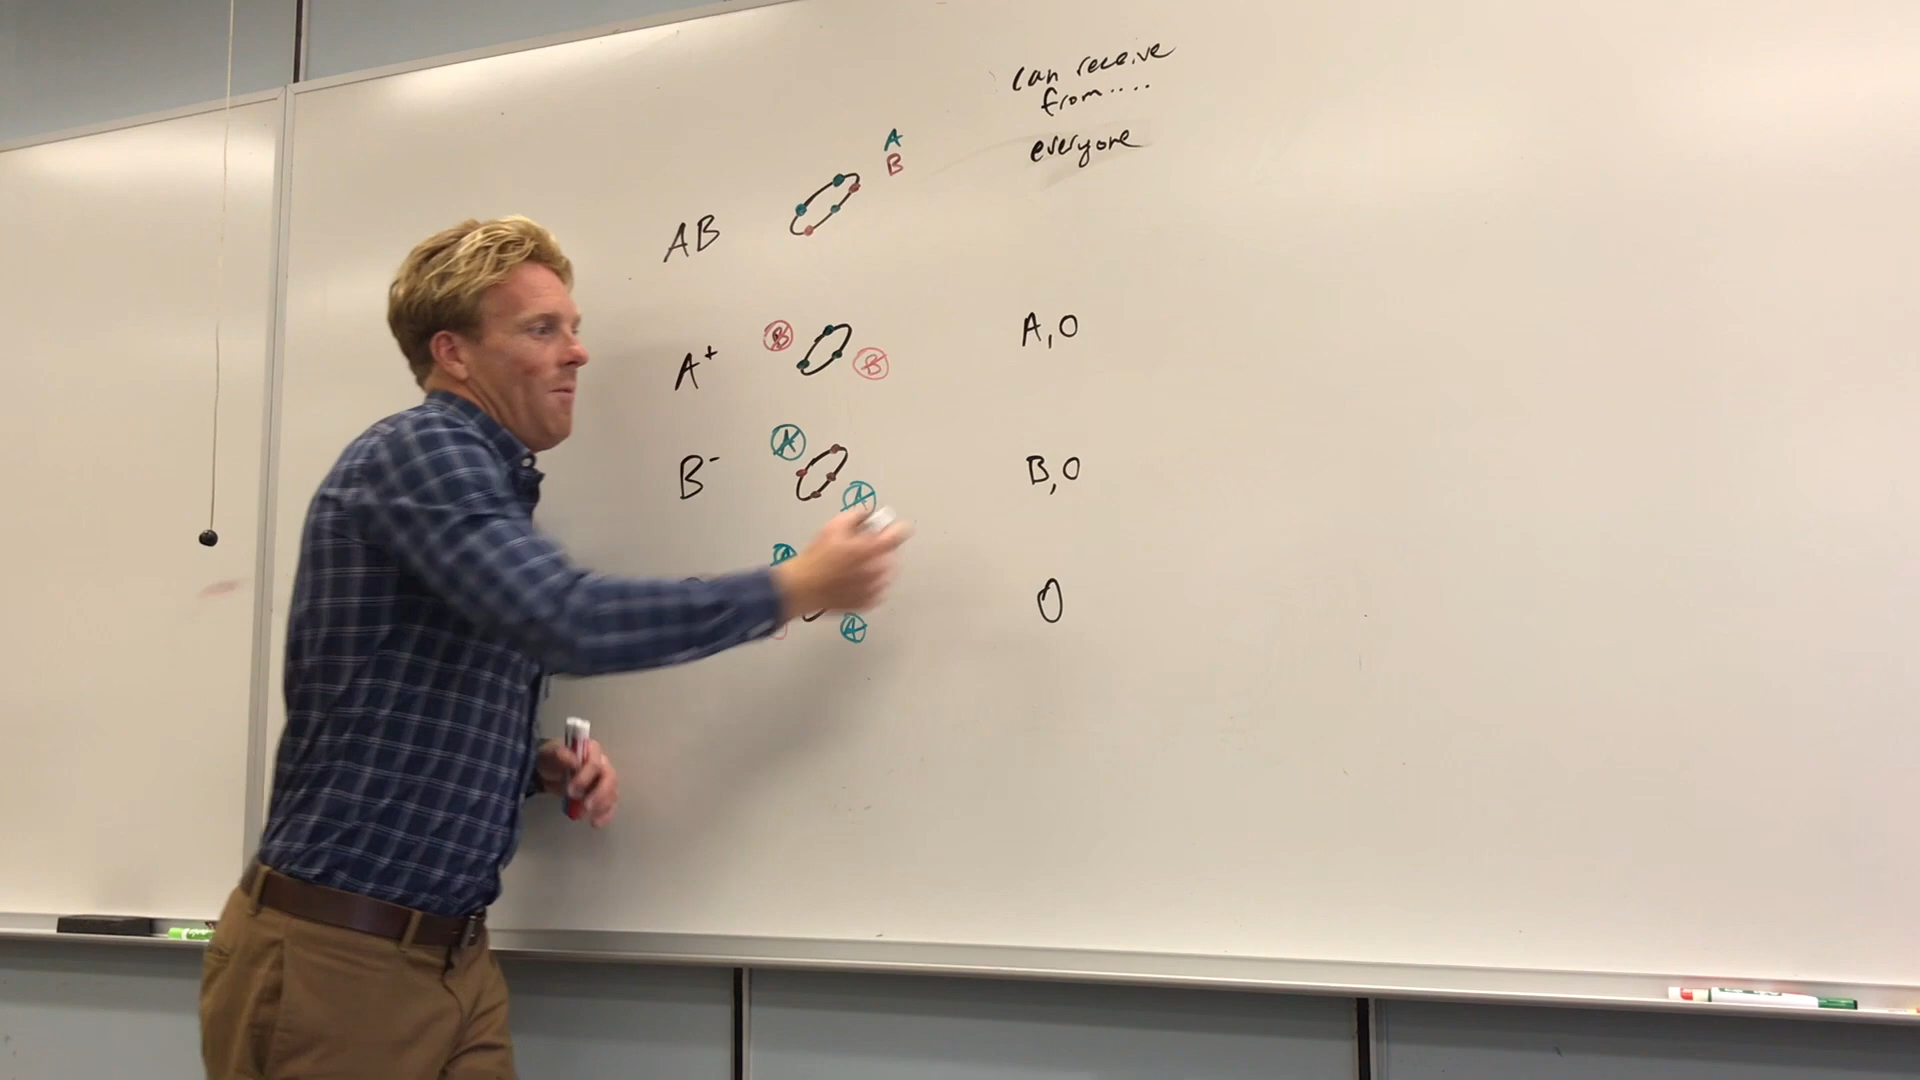 can receive
from....
everyone
A
B
AB
B
B
A+
A,O
A
A
B-
B,O
A
O